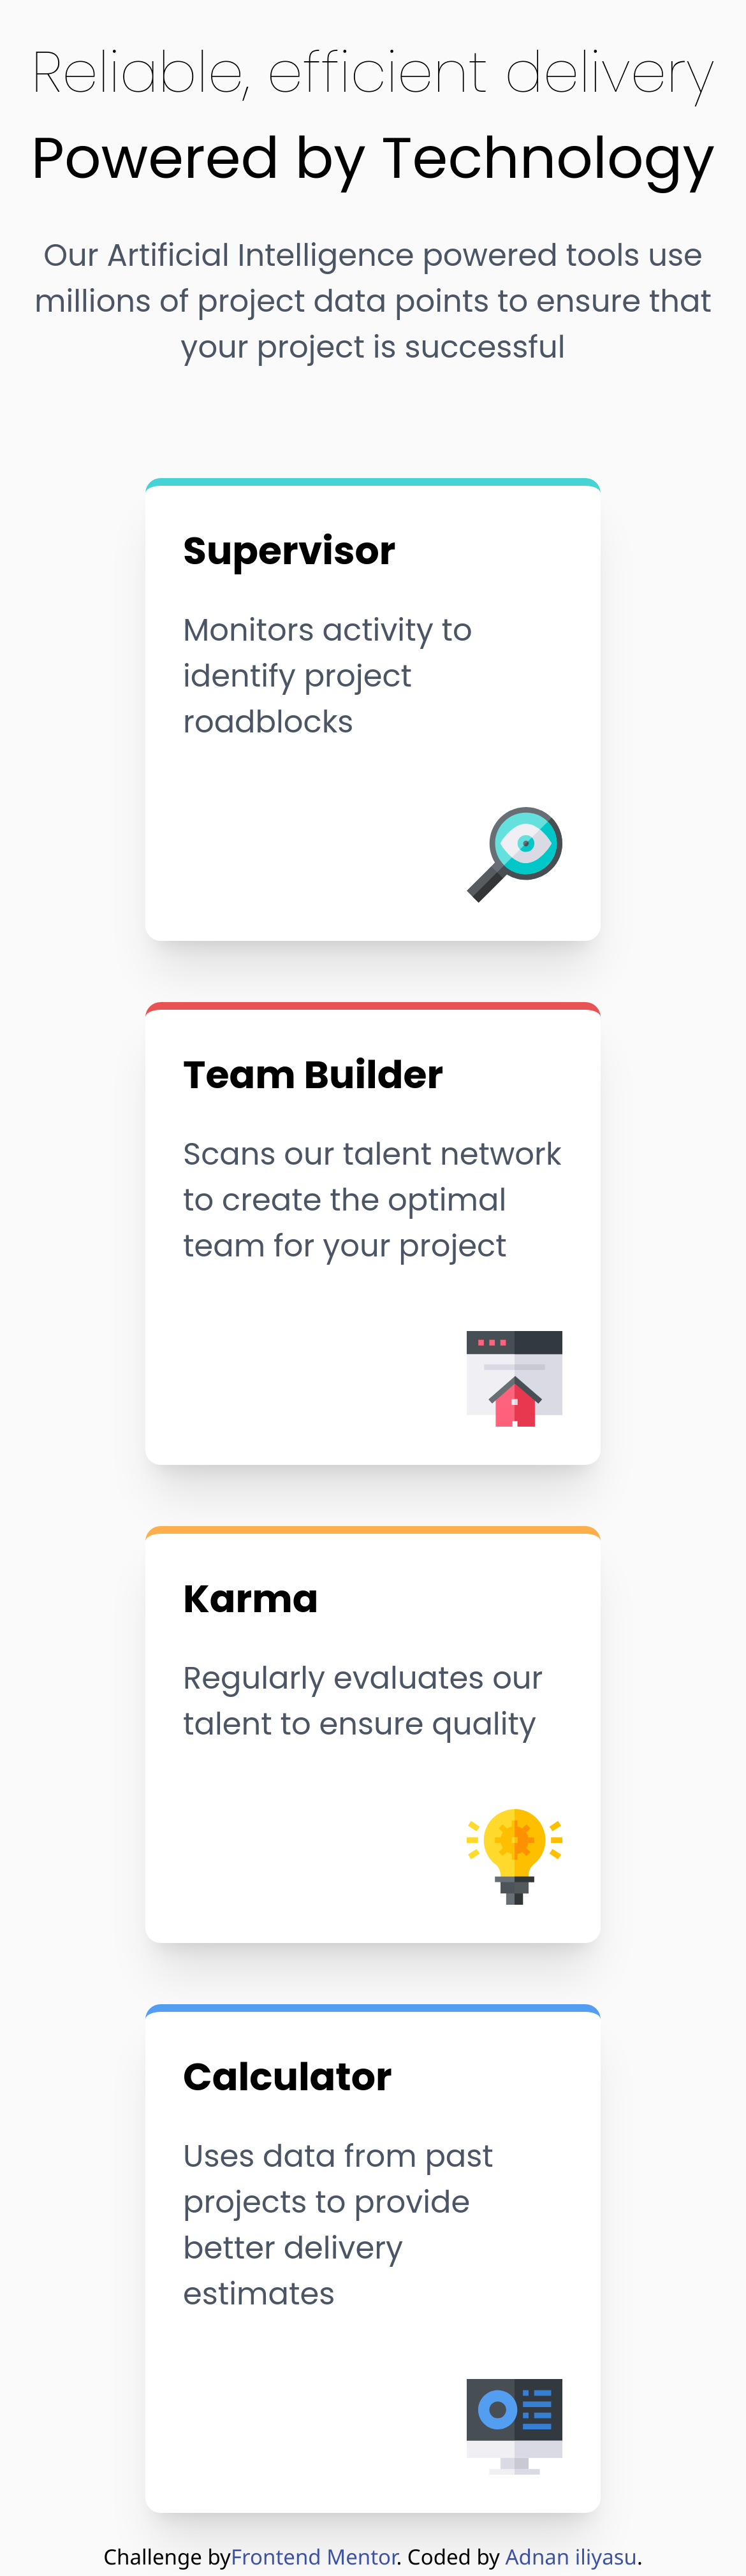 Reliable, efficient delivery
Powered by Technology
Our Artificial Intelligence powered tools use
millions of project data points to ensure that
your project is successful
Supervisor
Monitors activity to
identify project
roadblocks
Team Builder
Scans our talent network
to create the optimal
team for your project
Karma
Regularly evaluates our
talent to ensure quality
Calculator
Uses data from past
projects to provide
better delivery
estimates
Challenge byFrontend Mentor. Coded by Adnan iliyasu.